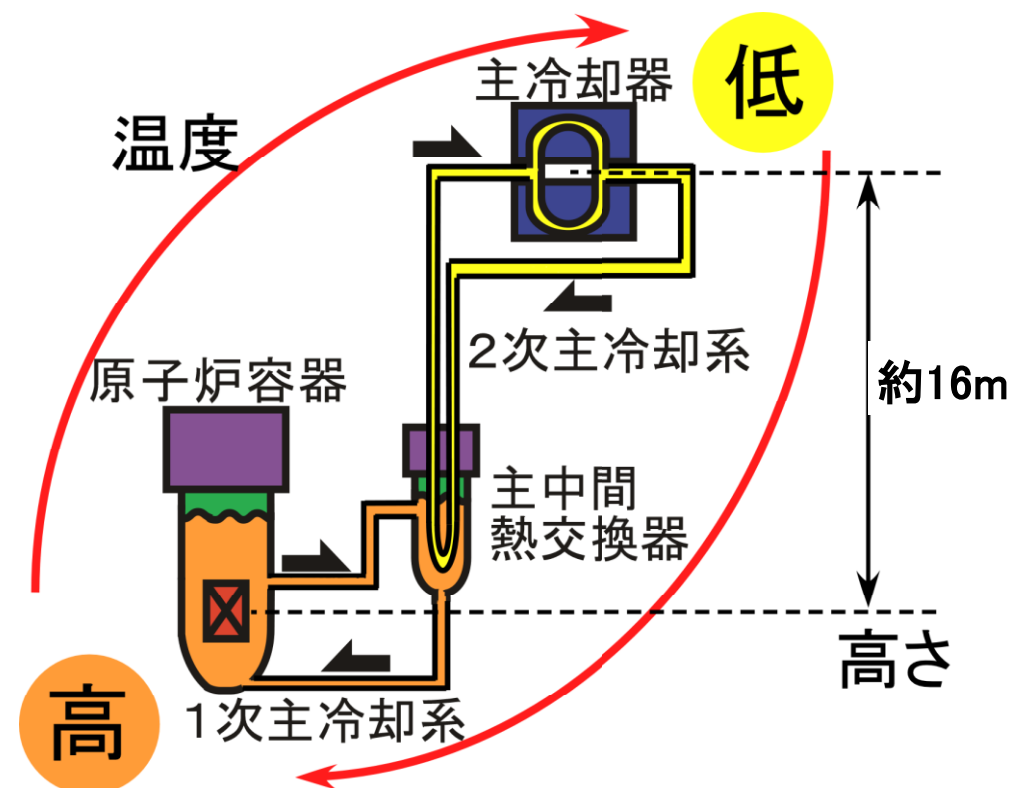 低
主冷却器
温度
2次主冷却系
原子炉容器
約16m
主中間
熱交換器
高さ
高
1次主冷却系